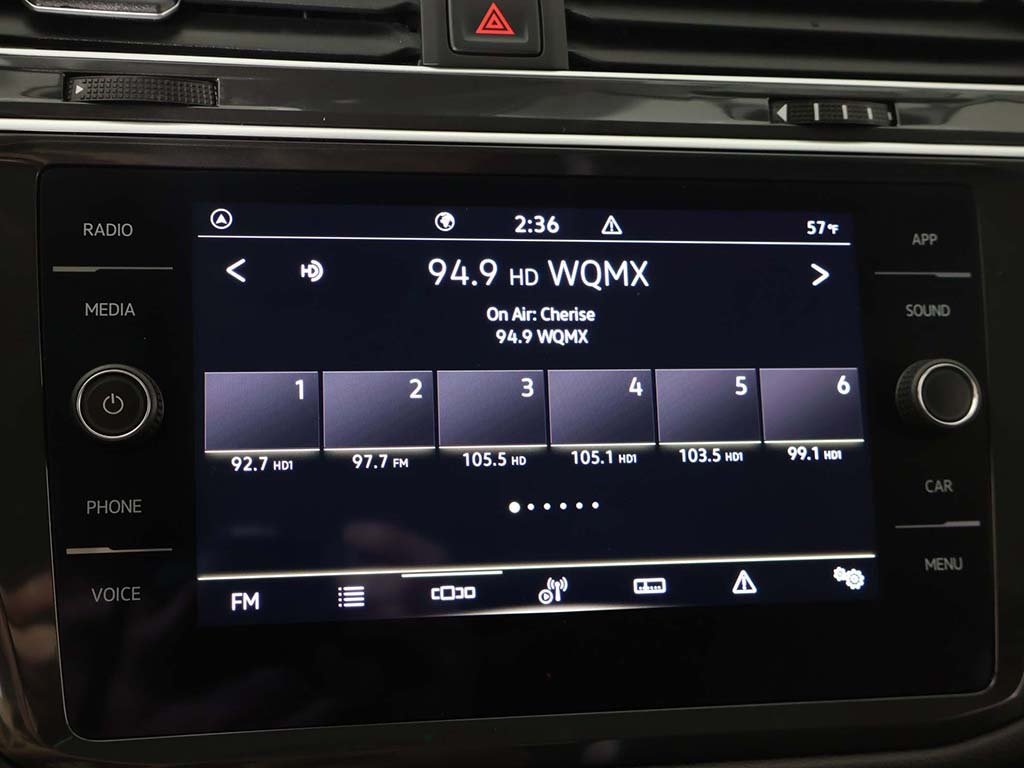 RADIO
MEDIA
PHONE
VOICE
2:36
57°F
94.9 HD WQMX
On Air: Cherise
94.9 WQMX
1 2 3 4 5 6
92.7 HD1 97.7 FM 105.5 HD 105.1 HD1 103.5 HD1 99.1 HD1
FM
APP
SOUND
CAR
MENU